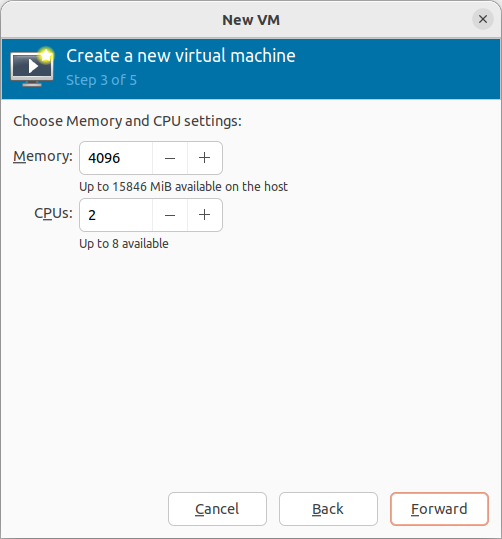 New VM
Create a new virtual machine
Step 3 of 5
Choose Memory and CPU settings:
Memory: 4096
Up to 15846 MiB available on the host
CPUs: 2
Up to 8 available
Cancel Back Forward